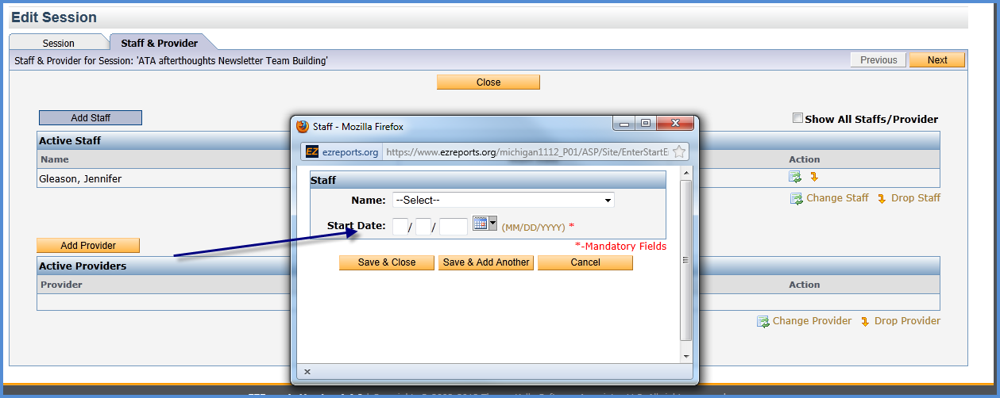 Edit Session
Session
Staff & Provider
Staff & Provider for Session: 'ATA afterthoughts Newsletter Team Building'
Previous
Next
Close
Add Staff
Show All Staffs/Provider
Active Staff
Name
Action
Gleason, Jennifer
Change Staff
Drop Staff
Add Provider
Active Providers
Provider
Action
Change Provider
Drop Provider
Staff - Mozilla Firefox
EZ ezreports.org https://www.ezreports.org/michigan1112_P01/ASP/Site/EnterStartE
Staff
Name: --Select--
Start Date: / / (MM/DD/YYYY) *
*-Mandatory Fields
Save & Close
Save & Add Another
Cancel
x